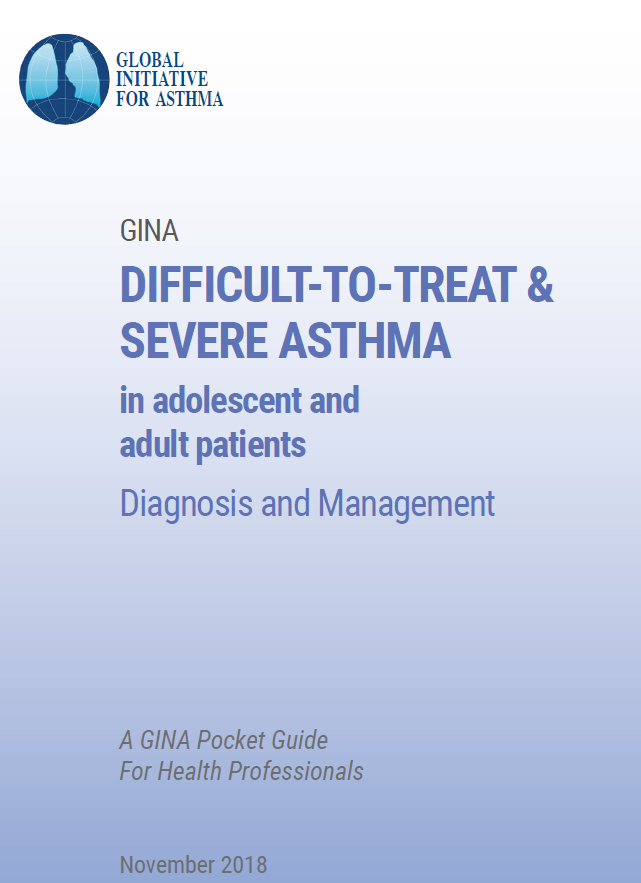 GLOBAL
INITIATIVE
FOR ASTHMA
GINA
DIFFICULT-TO-TREAT &
SEVERE ASTHMA
in adolescent and
adult patients
Diagnosis and Management
A GINA Pocket Guide
For Health Professionals
November 2018